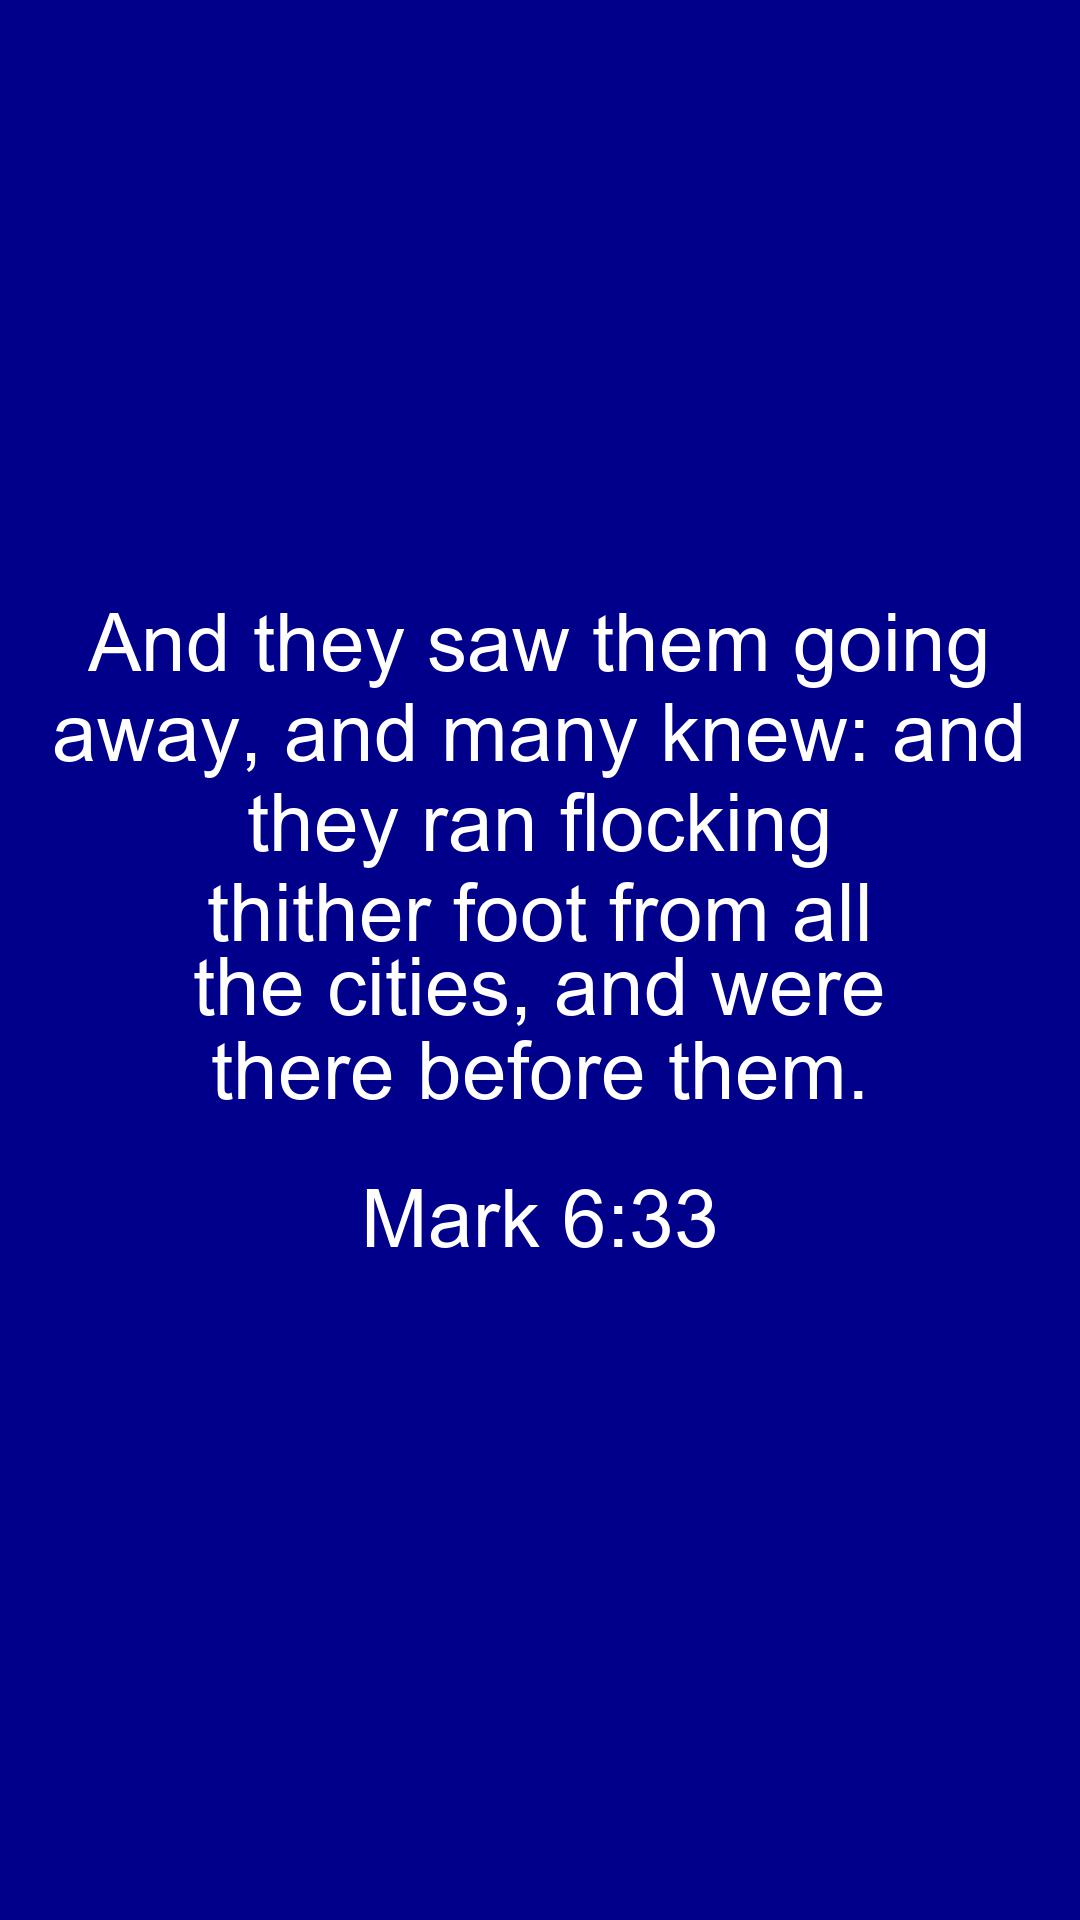 And they saw them going
away, and many knew: and
they ran flocking
thither foot from all
the cities, and were
there before them.
Mark 6:33